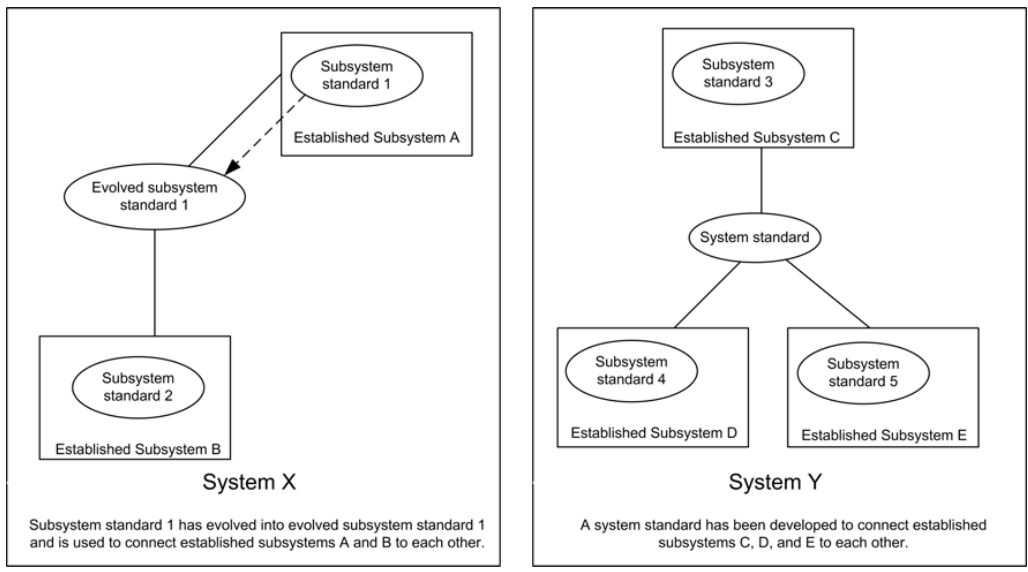 Subsystem
standard 1
Established Subsystem A
Evolved subsystem
standard 1
Subsystem
standard 2
Established Subsystem B
System X
Subsystem standard 1 has evolved into evolved subsystem standard 1
and is used to connect established subsystems A and B to each other.
Subsystem
standard 3
Established Subsystem C
System standard
Subsystem
standard 4
Established Subsystem D
Subsystem
standard 5
Established Subsystem E
System Y
A system standard has been developed to connect established
subsystems C, D, and E to each other.